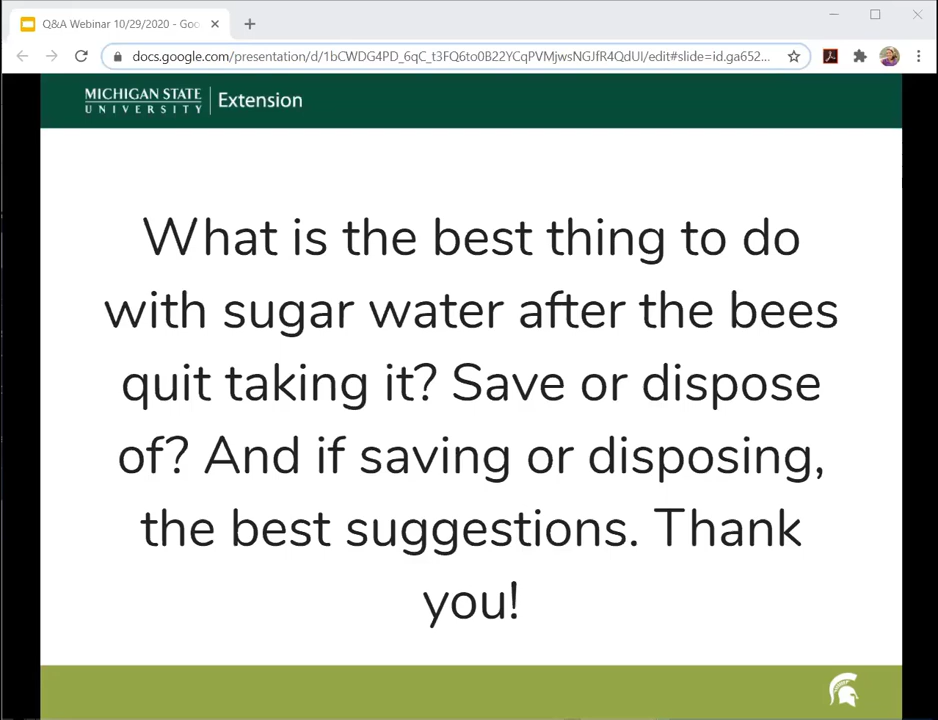 Q&A Webinar 10/29/2020 - Goo
docs.google.com/presentation/d/1bCWDG4PD_6qC_t3FQ6to0B22YCqPVMjwsNGJfR4QdUI/edit#slide=id.ga652...
MICHIGAN STATE
UNIVERSITY
Extension
What is the best thing to do
with sugar water after the bees
quit taking it? Save or dispose
of? And if saving or disposing,
the best suggestions. Thank
you!